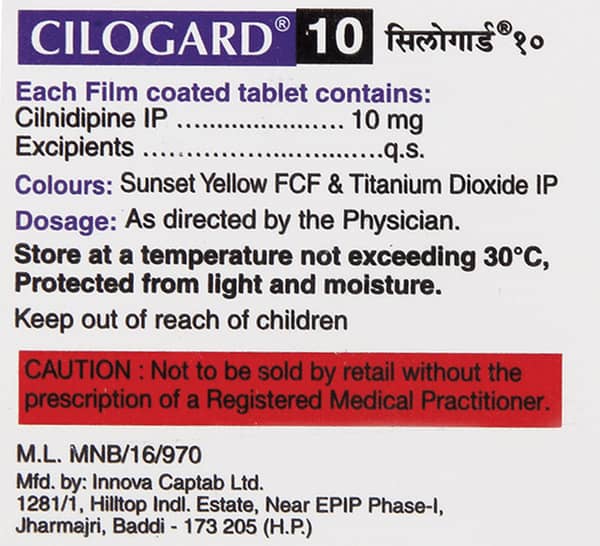 CILOGARD® 10 सिलोगार्ड® १०
Each Film coated tablet contains:
Cilnidipine IP ........................ 10 mg
Excipients ..................................q.s.
Colours: Sunset Yellow FCF & Titanium Dioxide IP
Dosage: As directed by the Physician.
Store at a temperature not exceeding 30°C,
Protected from light and moisture.
Keep out of reach of children
CAUTION : Not to be sold by retail without the
prescription of a Registered Medical Practitioner.
M.L. MNB/16/970
Mfd. by: Innova Captab Ltd.
1281/1, Hilltop Indl. Estate, Near EPIP Phase-I,
Jharmajri, Baddi - 173 205 (H.P.)